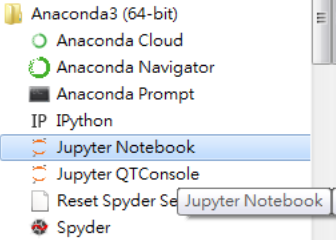 Anaconda3 (64-bit)
Anaconda Cloud
Anaconda Navigator
Anaconda Prompt
IP IPython
Jupyter Notebook
Jupyter QTConsole
Reset Spyder Se
Jupyter Notebook
Spyder